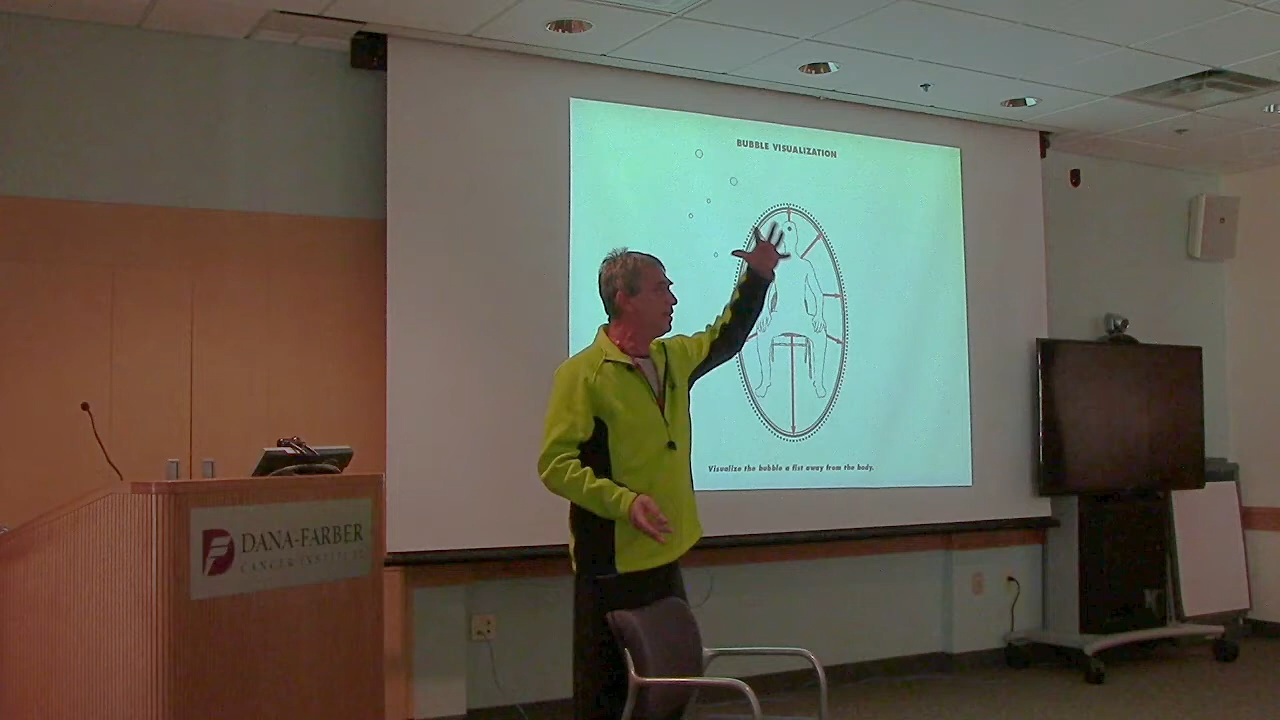 BUBBLE VISUALIZATION
Visualize the bubble a fist away from the body.
DANA-FARBER
CANCER INSTITUTE